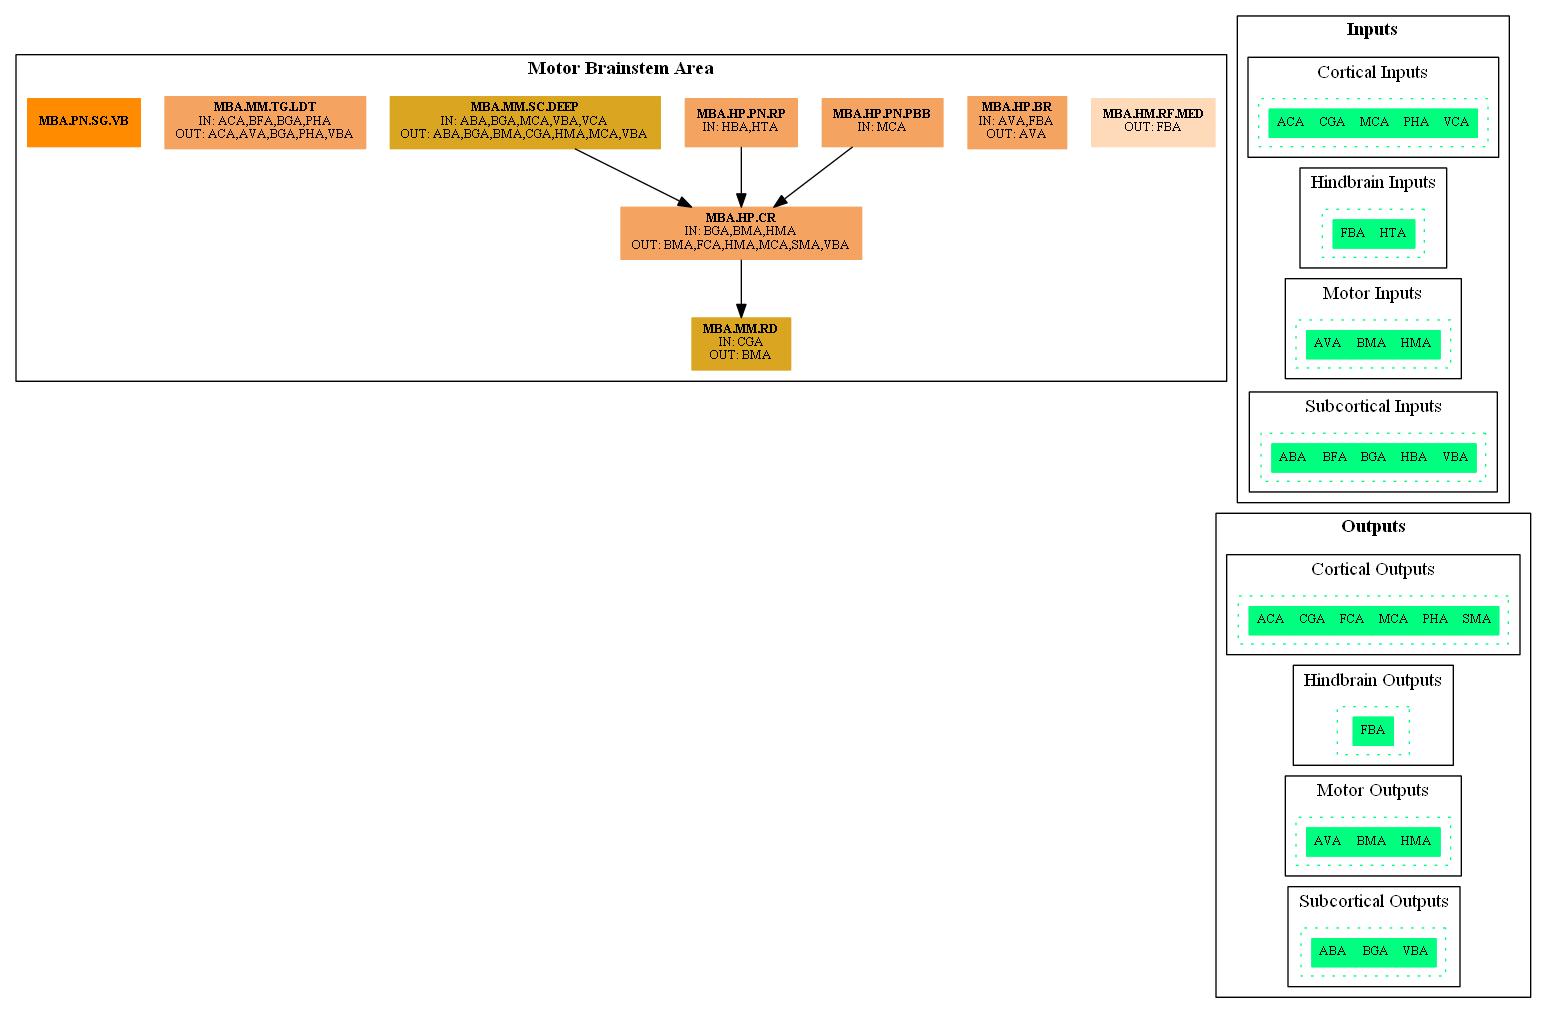 Motor Brainstem Area
MBA.PN.SG.VB
MBA.MM.TG.LDT
IN: ACA,BFA,BGA,PHA
OUT: ACA,AVA,BGA,PHA,VBA
MBA.MM.SC.DEEP
IN: ABA,BGA,MCA,VBA,VCA
OUT: ABA,BGA,BMA,CGA,HMA,MCA,VBA
MBA.HP.PN.RP
IN: HBA,HTA
MBA.HP.PN.PBB
IN: MCA
MBA.HP.BR
IN: AVA,FBA
OUT: AVA
MBA.HM.RF.MED
OUT: FBA
MBA.HP.CR
IN: BGA,BMA,HMA
OUT: BMA,FCA,HMA,MCA,SMA,VBA
MBA.MM.RD
IN: CGA
OUT: BMA
Inputs
Cortical Inputs
ACA CGA MCA PHA VCA
Hindbrain Inputs
FBA HTA
Motor Inputs
AVA BMA HMA
Subcortical Inputs
ABA BFA BGA HBA VBA
Outputs
Cortical Outputs
ACA CGA FCA MCA PHA SMA
Hindbrain Outputs
FBA
Motor Outputs
AVA BMA HMA
Subcortical Outputs
ABA BGA VBA